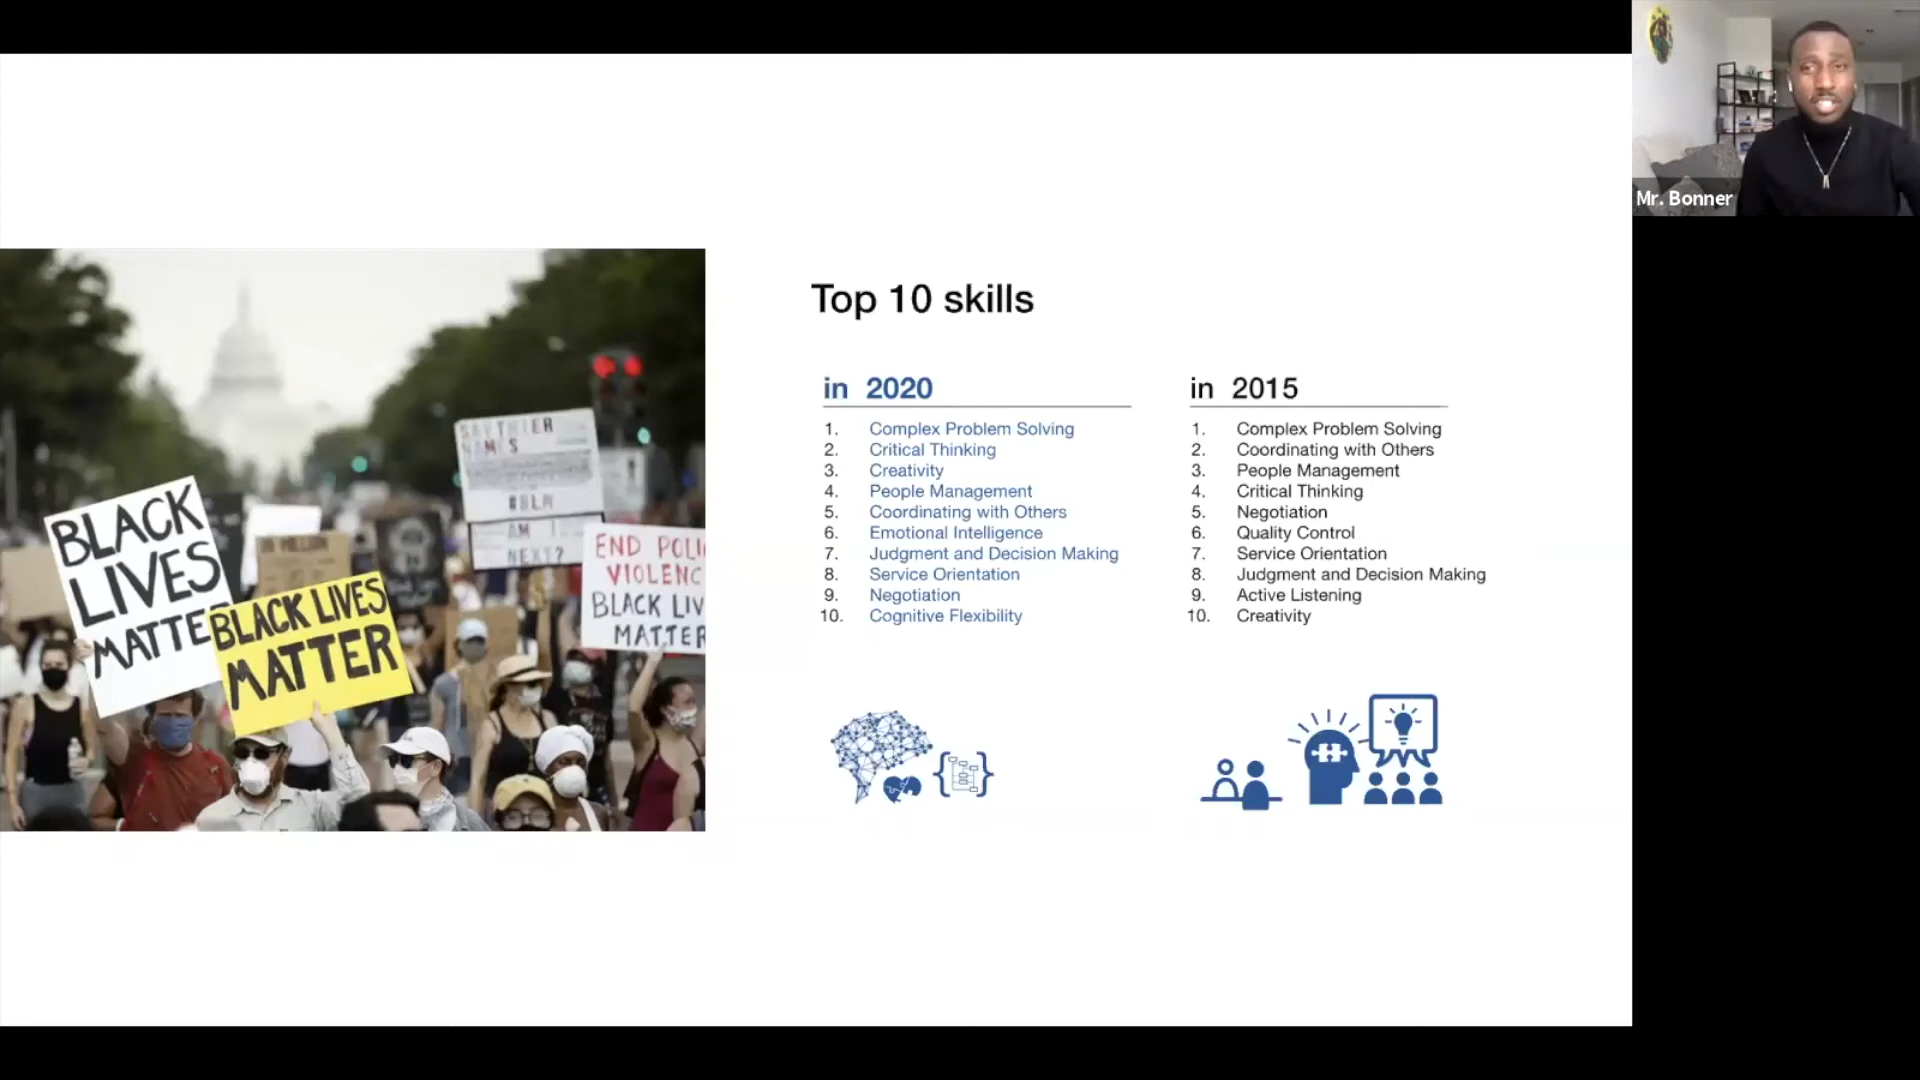 Mr. Bonner
Top 10 skills
in 2020
1. Complex Problem Solving
2. Critical Thinking
3. Creativity
4. People Management
5. Coordinating with Others
6. Emotional Intelligence
7. Judgment and Decision Making
8. Service Orientation
9. Negotiation
10. Cognitive Flexibility
in 2015
1. Complex Problem Solving
2. Coordinating with Others
3. People Management
4. Critical Thinking
5. Negotiation
6. Quality Control
7. Service Orientation
8. Judgment and Decision Making
9. Active Listening
10. Creativity
BLACK
LIVES
MATTE
BLACK LIVES
MATTER
AM I
NEXT?
END POLI
VIOLENC
BLACK LIV
MATTER